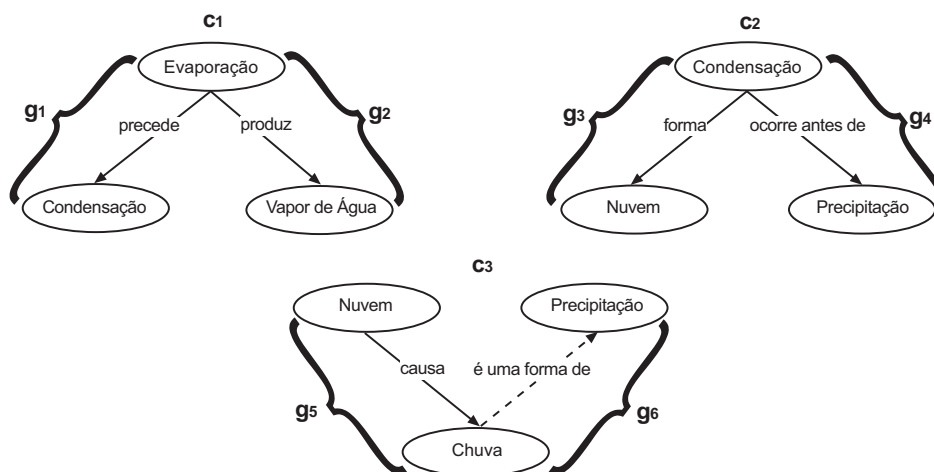 c1
Evaporação
g1
g2
precede
produz
Condensação
Vapor de Água
c2
Condensação
g3
g4
forma
ocorre antes de
Nuvem
Precipitação
c3
Nuvem
Precipitação
causa
é uma forma de
g5
g6
Chuva